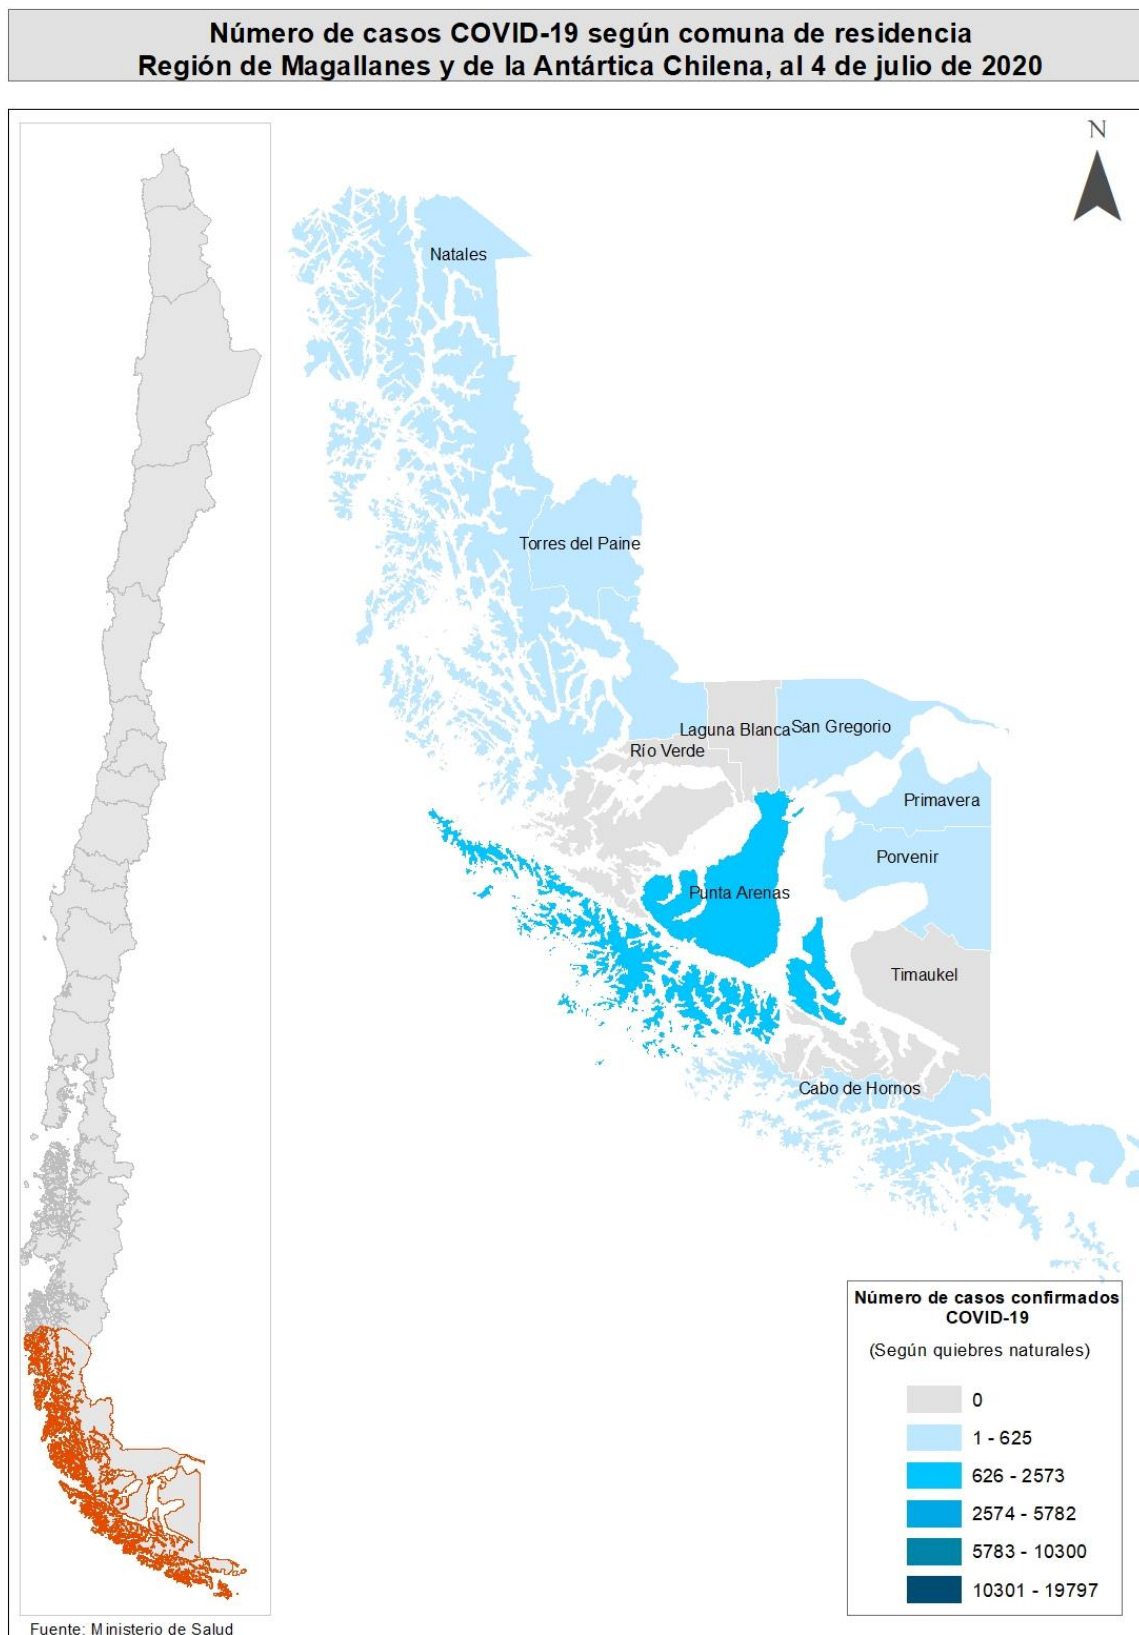 Número de casos COVID-19 según comuna de residencia
Región de Magallanes y de la Antártica Chilena, al 4 de julio de 2020
N
Natales
Torres del Paine
Laguna Blanca
San Gregorio
Río Verde
Primavera
Porvenir
Punta Arenas
Timaukel
Cabo de Hornos
Número de casos confirmados
COVID-19
(Según quiebres naturales)
0
1 - 625
626 - 2573
2574 - 5782
5783 - 10300
10301 - 19797
Fuente: Ministerio de Salud